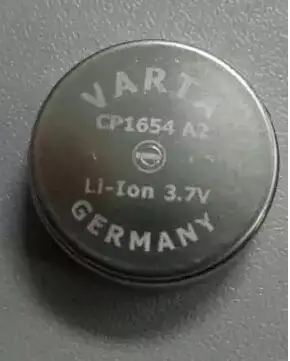 VARTA
CP1654 A2
Li-Ion 3.7V
GERMANY